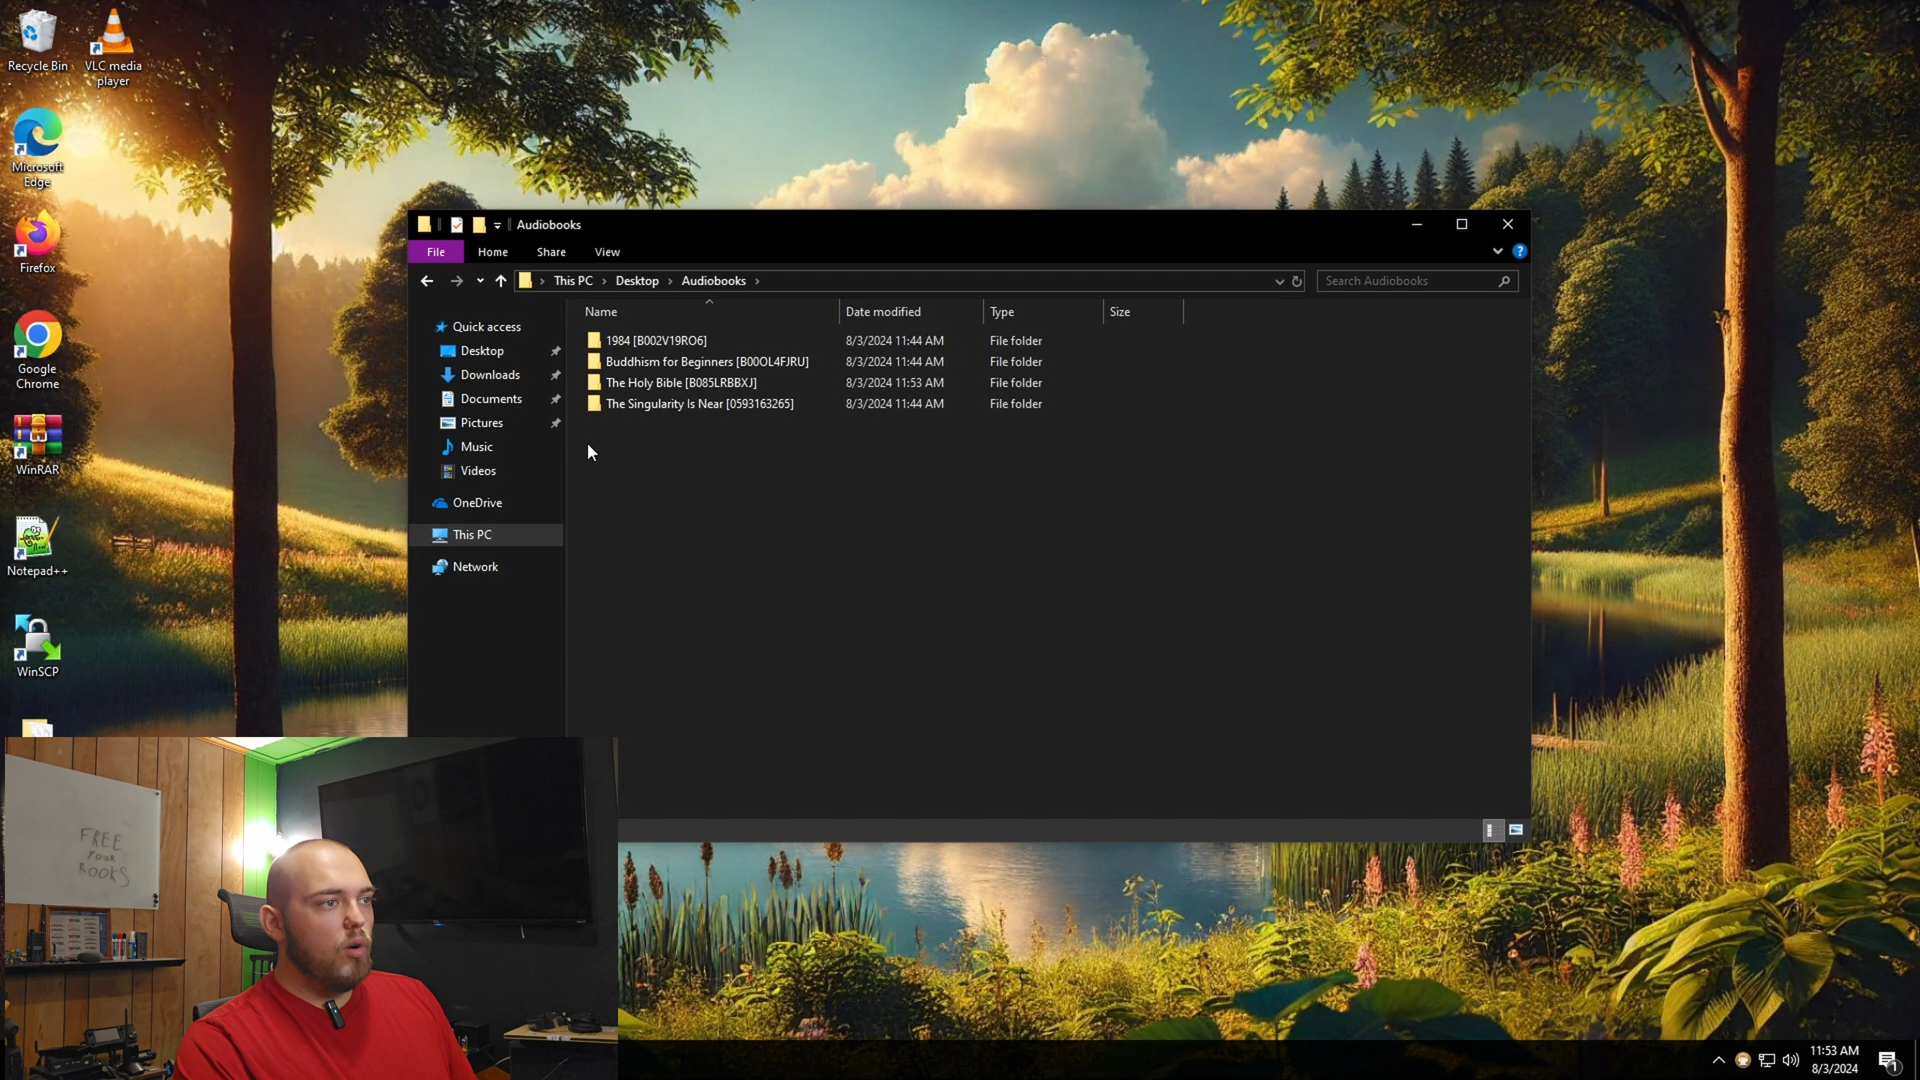 Recycle Bin
VLC media
player
Microsoft
Edge
Firefox
Google
Chrome
WinRAR
Notepad++
WinSCP
Audiobooks
File Home Share View
This PC Desktop Audiobooks
Search Audiobooks
Quick access
Desktop
Downloads
Documents
Pictures
Music
Videos
OneDrive
This PC
Network
Name Date modified Type Size
1984 [B002V19RO6] 8/3/2024 11:44 AM File folder
Buddhism for Beginners [B00OL4FJRU] 8/3/2024 11:44 AM File folder
The Holy Bible [B085LRBBXJ] 8/3/2024 11:53 AM File folder
The Singularity Is Near [0593163265] 8/3/2024 11:44 AM File folder
FREE
YOUR
BOOKS
11:53 AM
8/3/2024
1